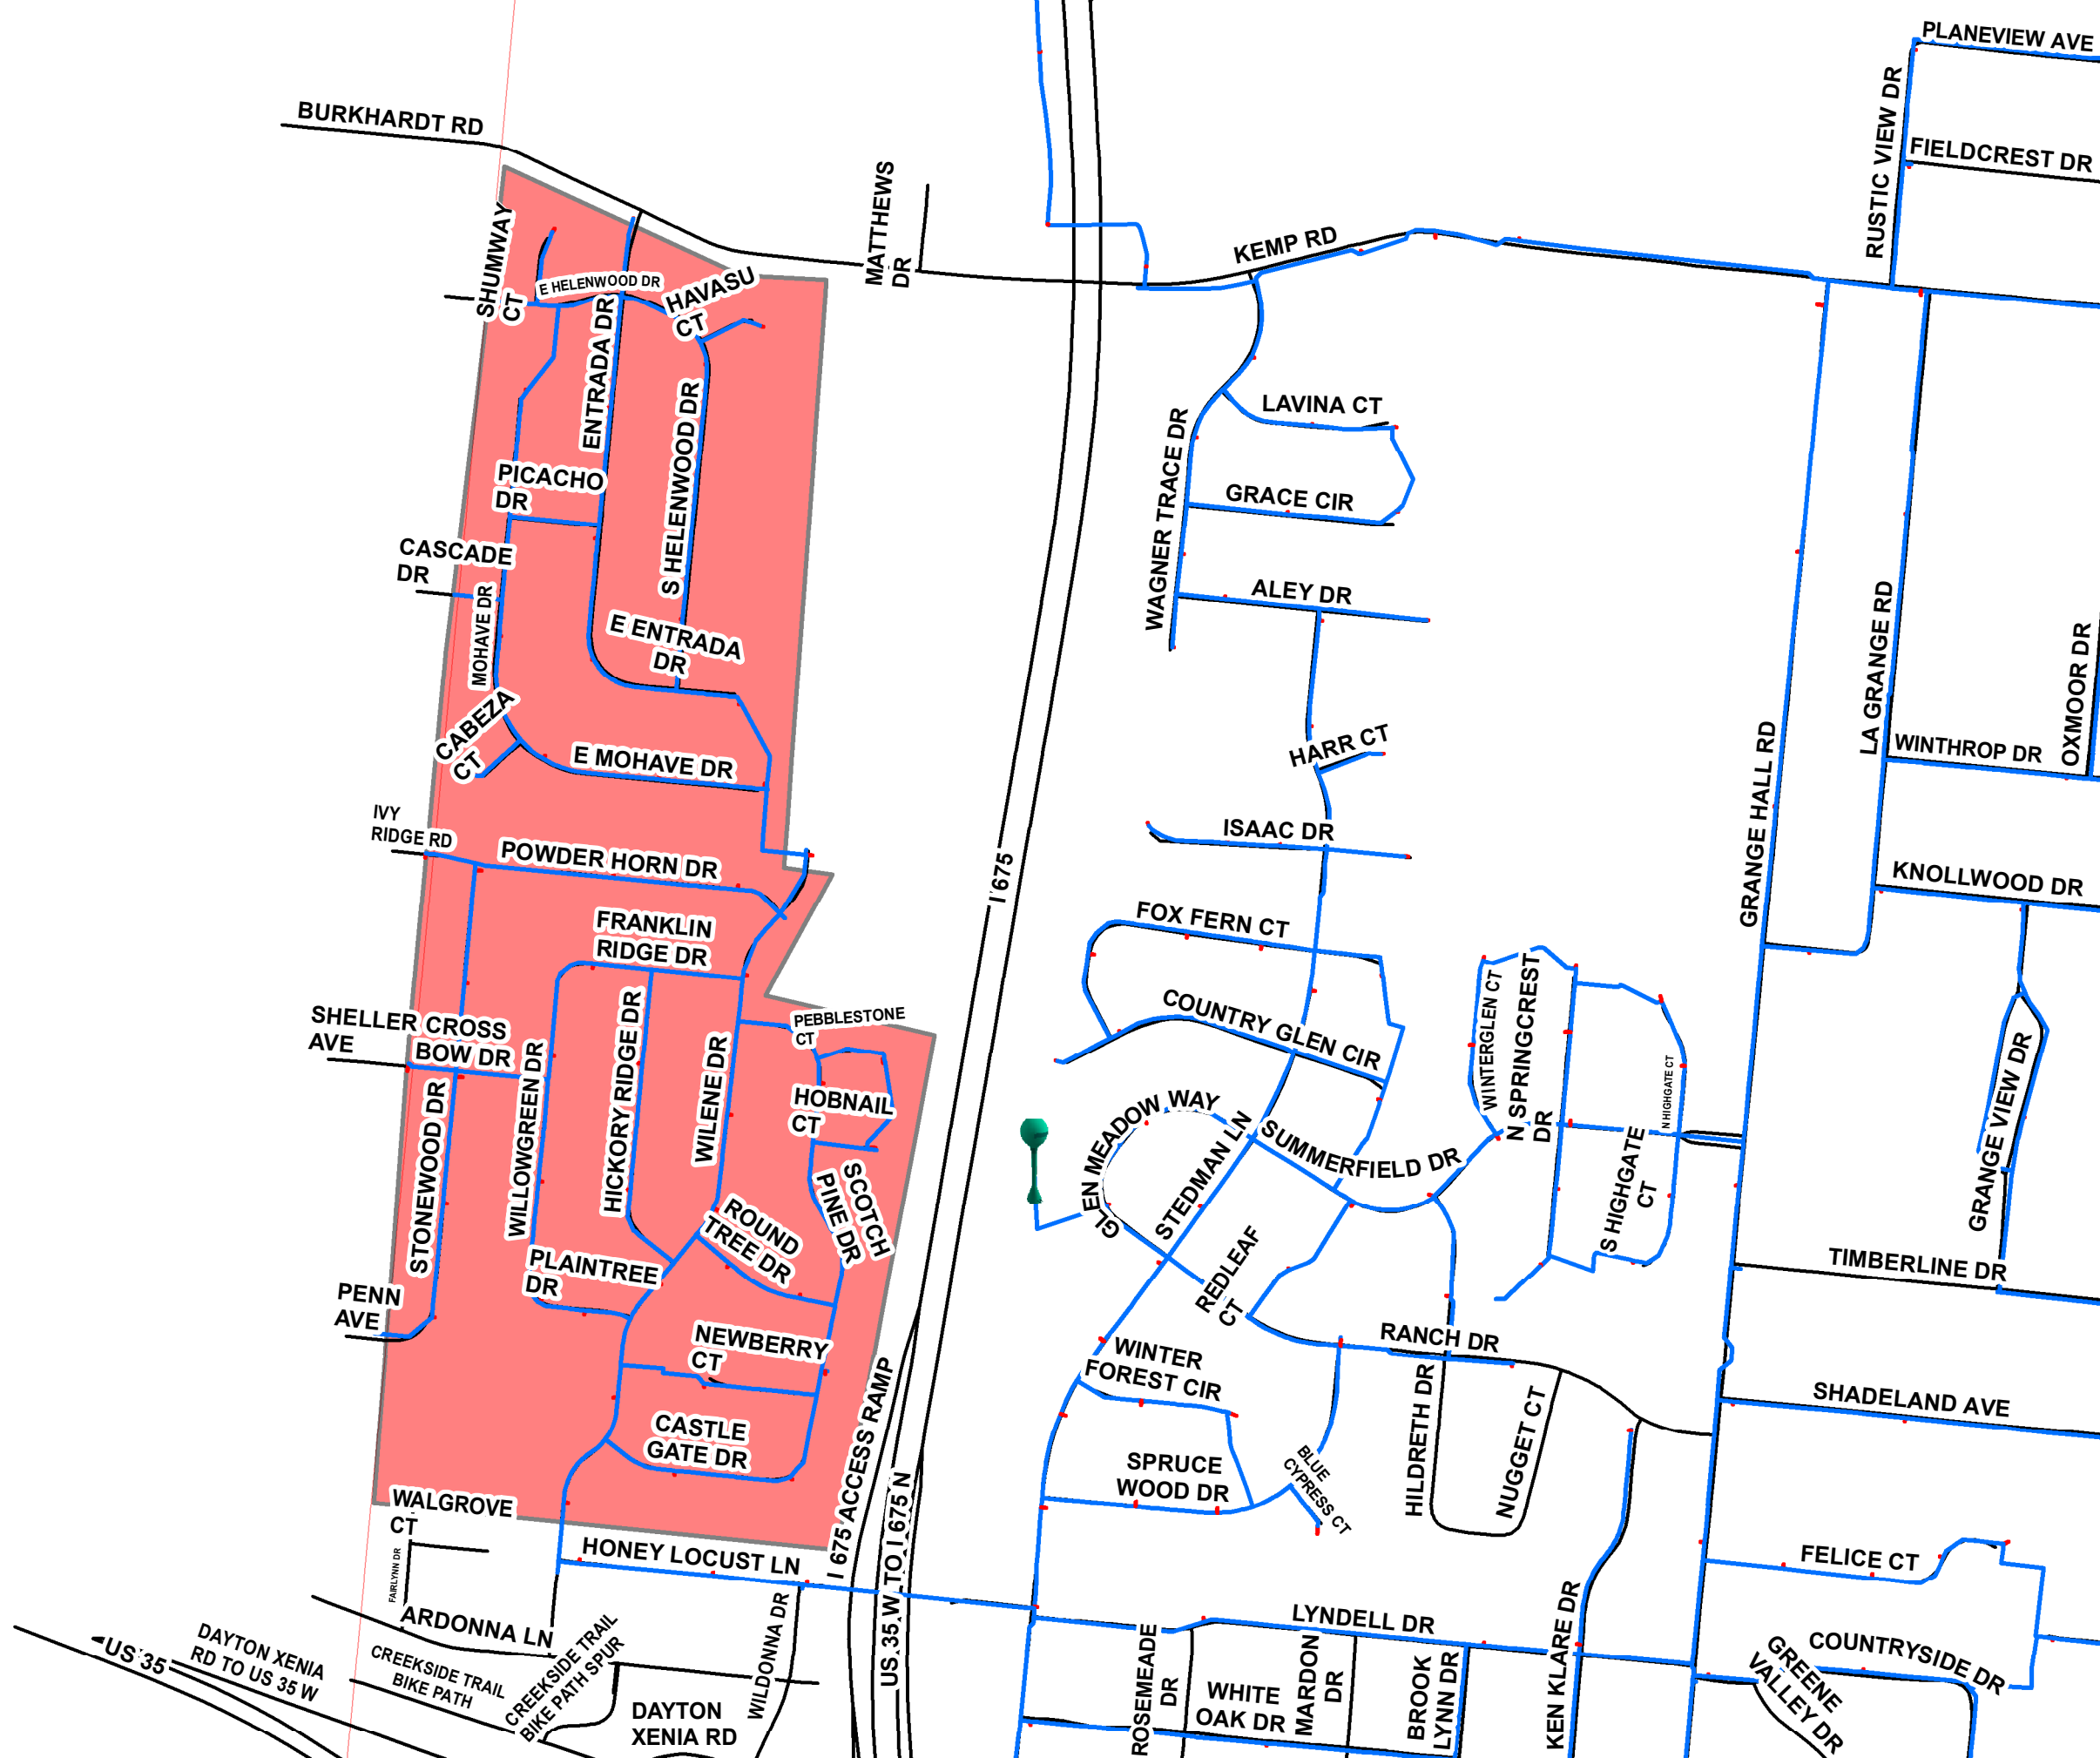 PLANEVIEW AVE
BURKHARDT RD
RUSTIC VIEW DR
FIELDCREST DR
MATTHEWS
DR
KEMP RD
SHUMWAY
CT
E HELENWOOD DR
HAVASU
CT
ENTRADA DR
S HELENWOOD DR
LAVINA CT
WAGNER TRACE DR
GRACE CIR
PICACHO
DR
CASCADE
DR
MOHAVE DR
E ENTRADA
DR
ALEY DR
LA GRANGE RD
OXMOOR DR
CABEZA
CT
E MOHAVE DR
HARR CT
GRANGE HALL RD
WINTHROP DR
IVY
RIDGE RD
POWDER HORN DR
I 675
ISAAC DR
KNOLLWOOD DR
FRANKLIN
RIDGE DR
FOX FERN CT
COUNTRY GLEN CIR
WINTERGLEN CT
N SPRINGCREST
DR
N HIGHGATE CT
SHELLER CROSS
AVE
BOW DR
PEBBLESTONE
CT
HICKORY RIDGE DR
WILLOWGREEN DR
WILENE DR
STONEWOOD DR
HOBNAIL
CT
GLEN MEADOW WAY
STEDMAN LN
SUMMERFIELD DR
S HIGHGATE
CT
GRANGE VIEW DR
SCOTCH
PINE DR
ROUND
TREE DR
PLAINTREE
DR
REDLEAF
CT
TIMBERLINE DR
PENN
AVE
NEWBERRY
CT
WINTER
FOREST CIR
RANCH DR
HILDRETH DR
NUGGETT CT
SHADELAND AVE
CASTLE
GATE DR
I 675 ACCESS RAMP
SPRUCE
WOOD DR
BLUE
CYPRESS CT
WALGROVE
CT
FAIRLYNN DR
HONEY LOCUST LN
US 35 W TO I 675 N
FELICE CT
ARDONNA LN
WILDONNA DR
LYNDELL DR
KEN KLARE DR
COUNTRYSIDE DR
GREENE
VALLEY DR
US 35
DAYTON XENIA
RD TO US 35 W
CREEKSIDE TRAIL
BIKE PATH
CREEKSIDE TRAIL
BIKE PATH SPUR
DAYTON
XENIA RD
ROSEMEADE
DR
WHITE
OAK DR
MARDON
DR
BROOK
LYNN DR